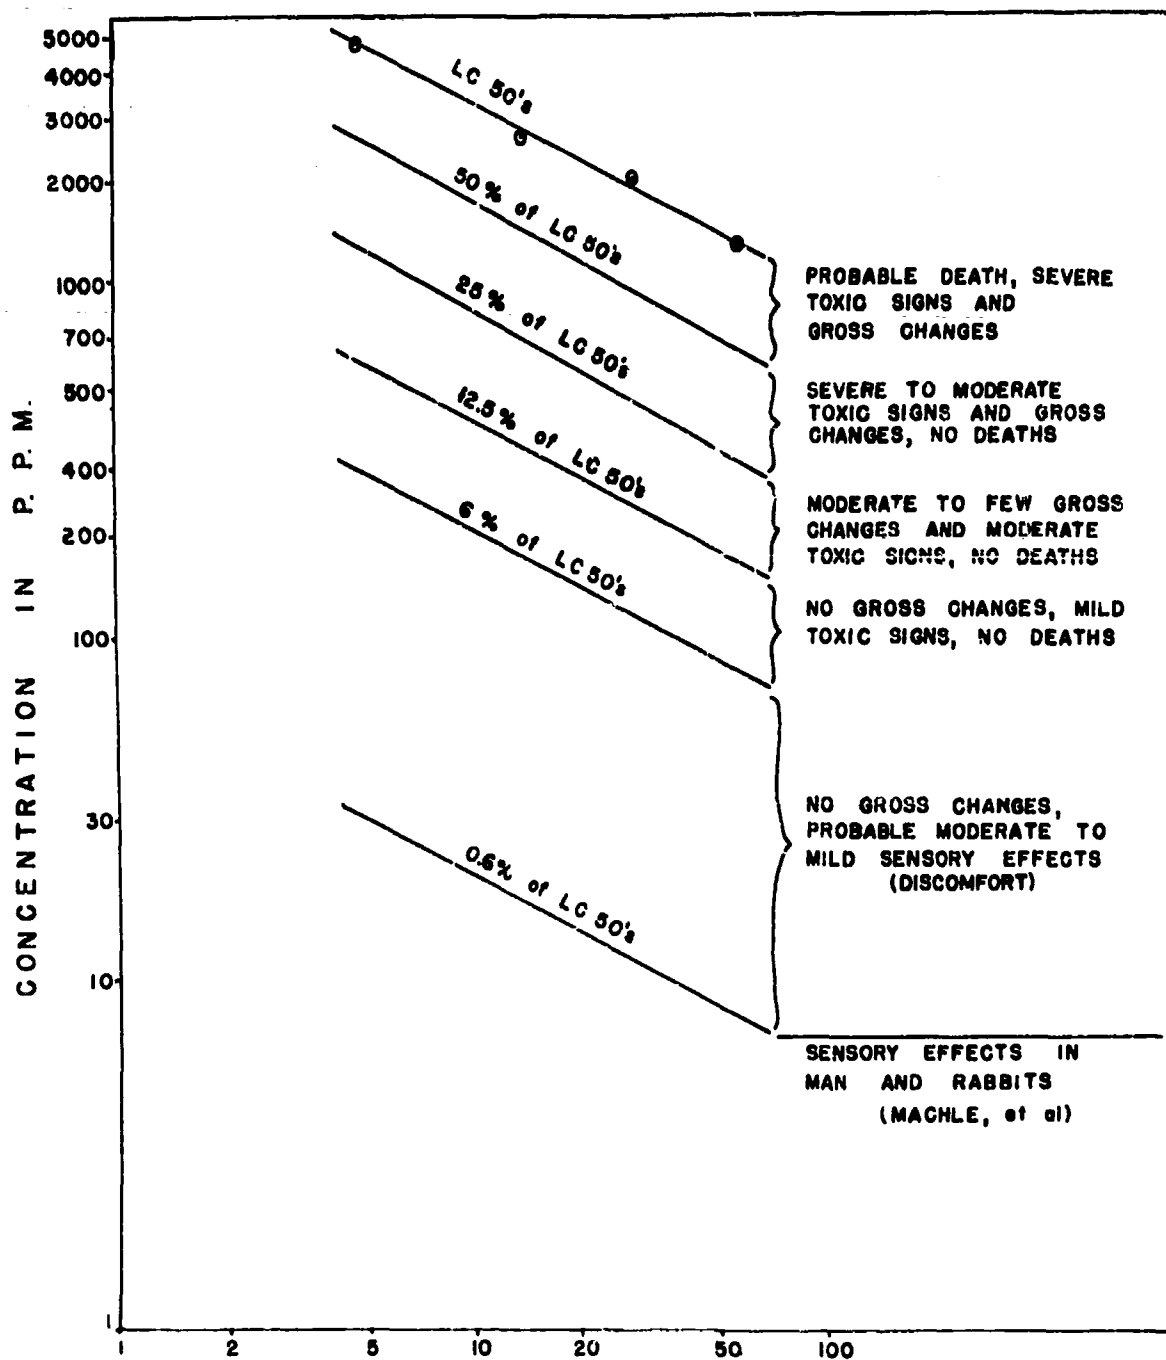 5000
4000
3000
2000
1000
700
500
400
200
100
30
10
1
CONCENTRATION IN P. P. M.
LC 50's
50% of LC 50's
25% of LC 50's
12.5% of LC 50's
6% of LC 50's
0.6% of LC 50's
PROBABLE DEATH, SEVERE
TOXIC SIGNS AND
GROSS CHANGES
SEVERE TO MODERATE
TOXIC SIGNS AND GROSS
CHANGES, NO DEATHS
MODERATE TO FEW GROSS
CHANGES AND MODERATE
TOXIC SIGNS, NO DEATHS
NO GROSS CHANGES, MILD
TOXIC SIGNS, NO DEATHS
NO GROSS CHANGES,
PROBABLE MODERATE TO
MILD SENSORY EFFECTS
(DISCOMFORT)
SENSORY EFFECTS IN
MAN AND RABBITS
(MACHLE, et al)
1 2 5 10 20 50 100